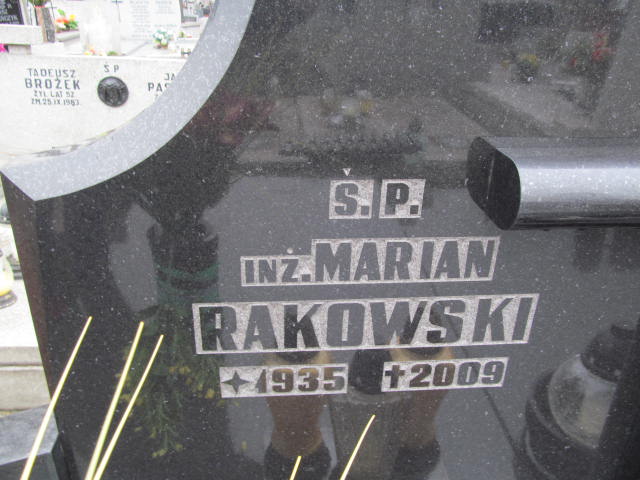 Ś. P.
INŻ. MARIAN
RAKOWSKI
1935 †2009
Ś P
TADEUSZ
BROŻEK
ŻYŁ LAT 52
ZM. 25.IX 1983